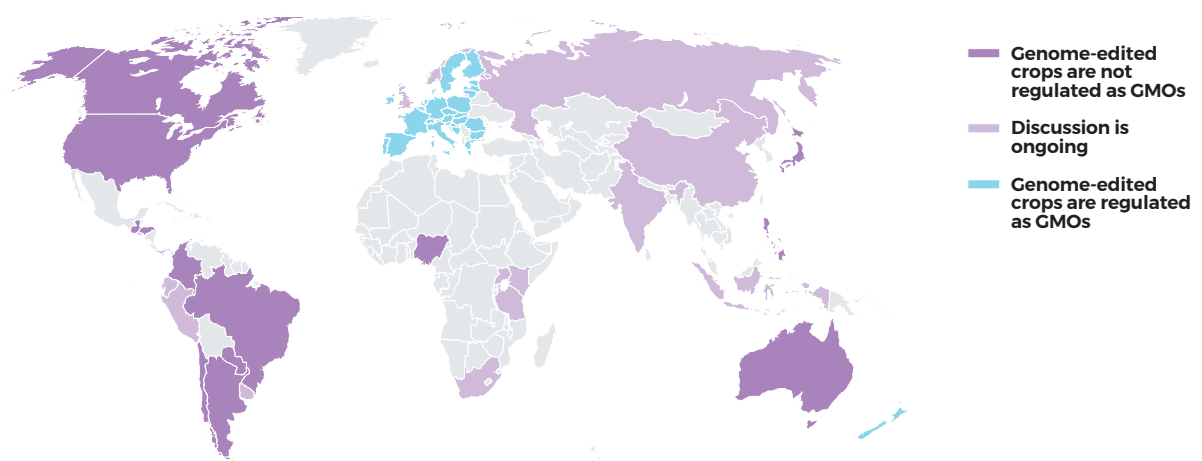 Genome-edited
crops are not
regulated as GMOs
Discussion is
ongoing
Genome-edited
crops are regulated
as GMOs